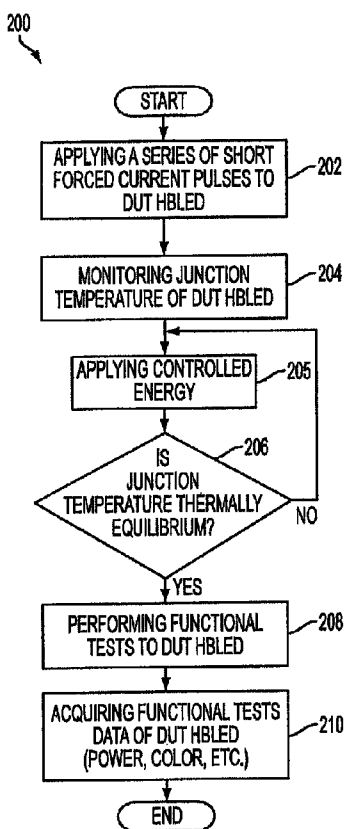 200
START
APPLYING A SERIES OF SHORT
FORCED CURRENT PULSES TO
DUT HBLED
202
MONITORING JUNCTION
TEMPERATURE OF DUT HBLED
204
APPLYING CONTROLLED
ENERGY
205
206
IS
JUNCTION
TEMPERATURE THERMALLY
EQUILIBRIUM?
NO
YES
PERFORMING FUNCTIONAL
TESTS TO DUT HBLED
208
ACQUIRING FUNCTIONAL TESTS
DATA OF DUT HBLED
(POWER, COLOR, ETC.)
210
END